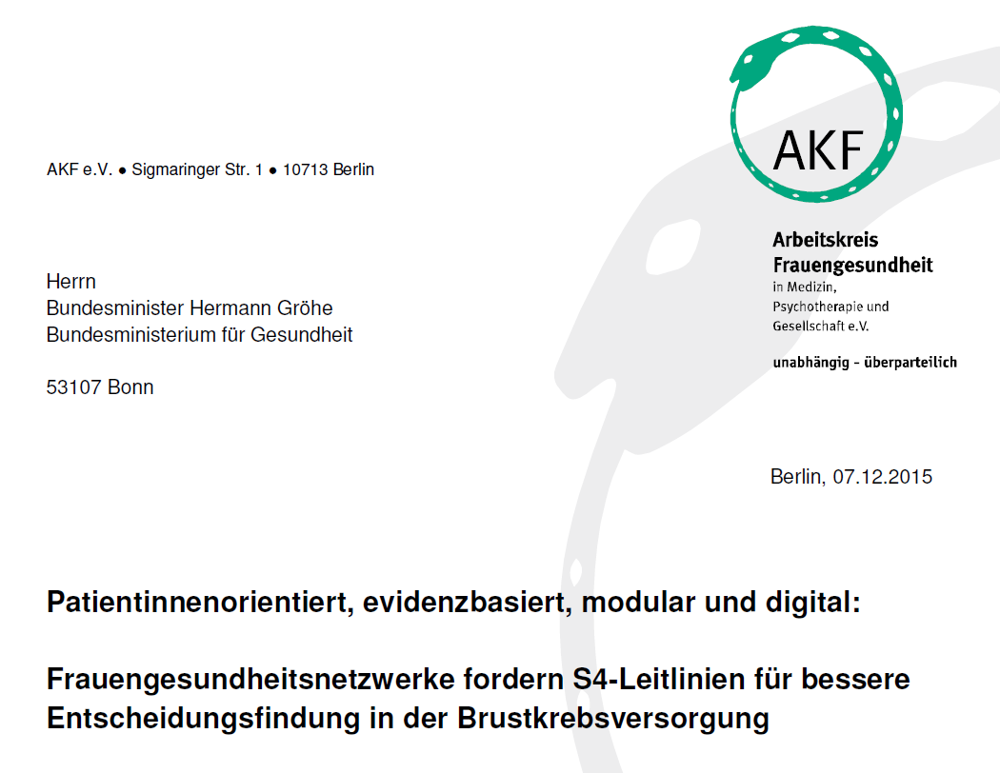 AKF
AKF e.V. ● Sigmaringer Str. 1 ● 10713 Berlin
Arbeitskreis
Frauengesundheit
in Medizin,
Psychotherapie und
Gesellschaft e.V.
unabhängig - überparteilich
Herrn
Bundesminister Hermann Gröhe
Bundesministerium für Gesundheit
53107 Bonn
Berlin, 07.12.2015
Patientinnenorientiert, evidenzbasiert, modular und digital:
Frauengesundheitsnetzwerke fordern S4-Leitlinien für bessere
Entscheidungsfindung in der Brustkrebsversorgung